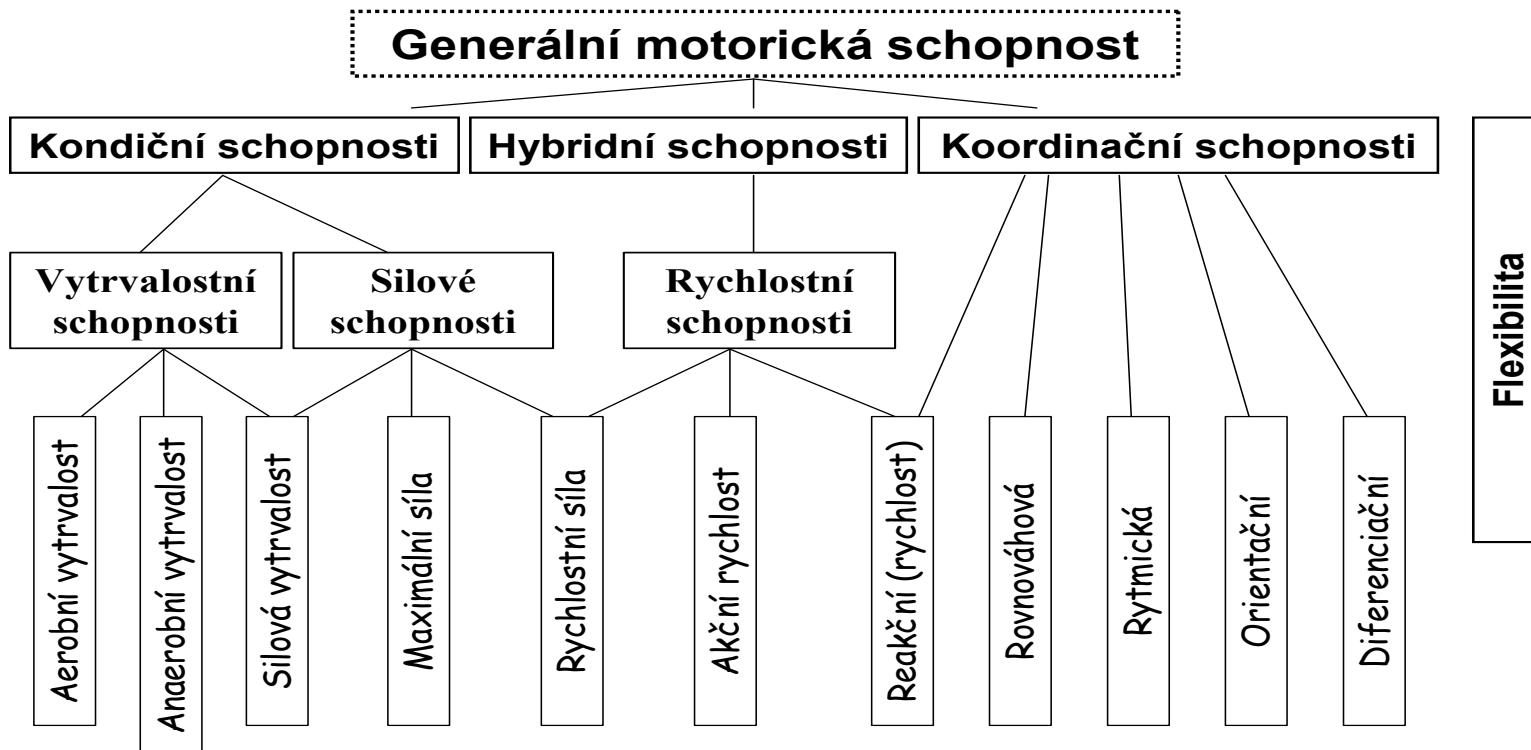 Generální motorická schopnost
Kondiční schopnosti
Hybridní schopnosti
Koordinační schopnosti
Flexibilita
Vytrvalostní
schopnosti
Silové
schopnosti
Rychlostní
schopnosti
Aerobní vytrvalost
Anaerobní vytrvalost
Silová vytrvalost
Maximální síla
Rychlostní síla
Akční rychlost
Reakční (rychlost)
Rovnováhová
Rytmická
Orientační
Diferenciační